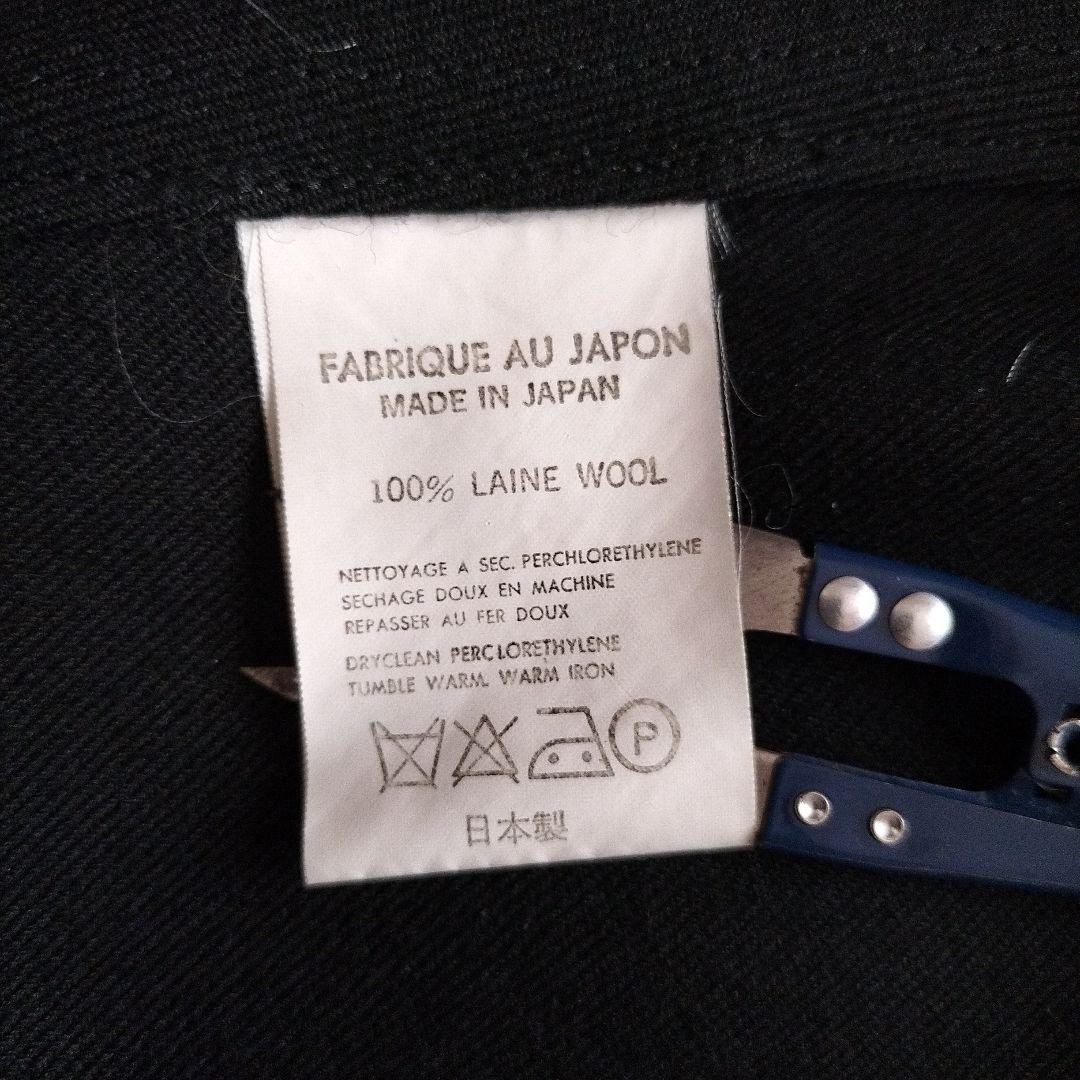 FABRIQUE AU JAPON
MADE IN JAPAN
100% LAINE WOOL
NETTOYAGE A SEC. PERCHLORETHYLENE
SECHAGE DOUX EN MACHINE
REPASSER AU FER DOUX
DRYCLEAN PERCLORETHYLENE
TUMBLE WARM. WARM IRON
P
日本製